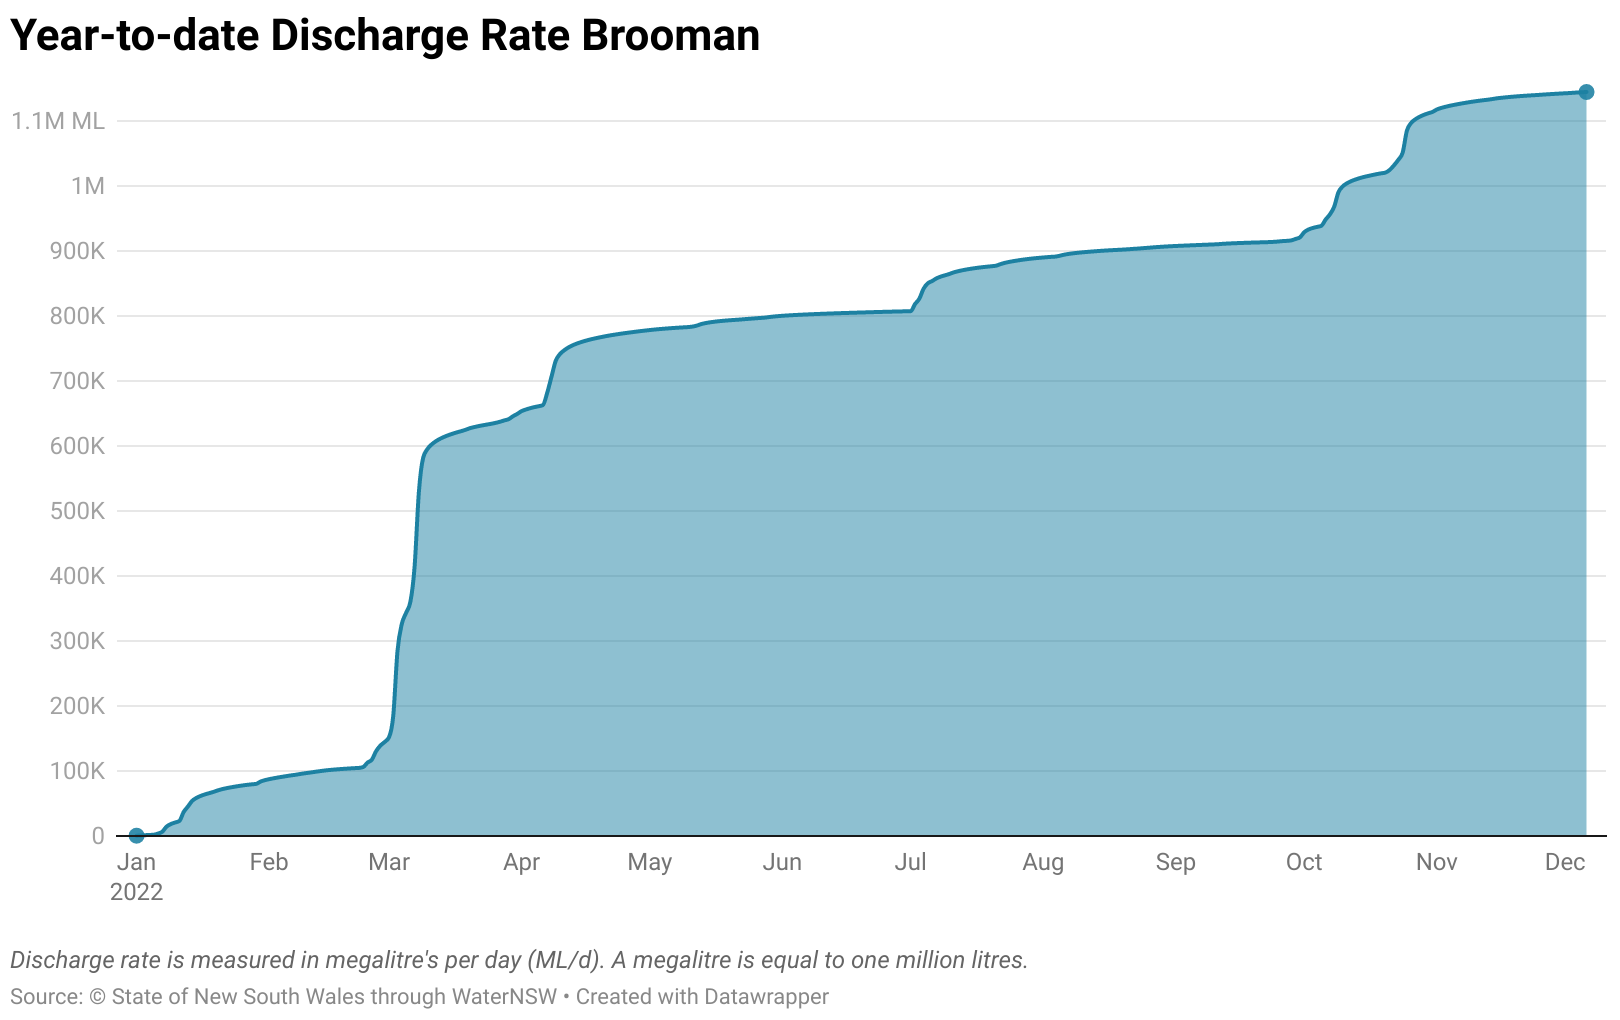 Year-to-date Discharge Rate Brooman
1.1M ML
1M
900K
800K
700K
600K
500K
400K
300K
200K
100K
0
Jan Feb Mar Apr May Jun Jul Aug Sep Oct Nov Dec
2022
Discharge rate is measured in megalitre's per day (ML/d). A megalitre is equal to one million litres.
Source: © State of New South Wales through WaterNSW • Created with Datawrapper